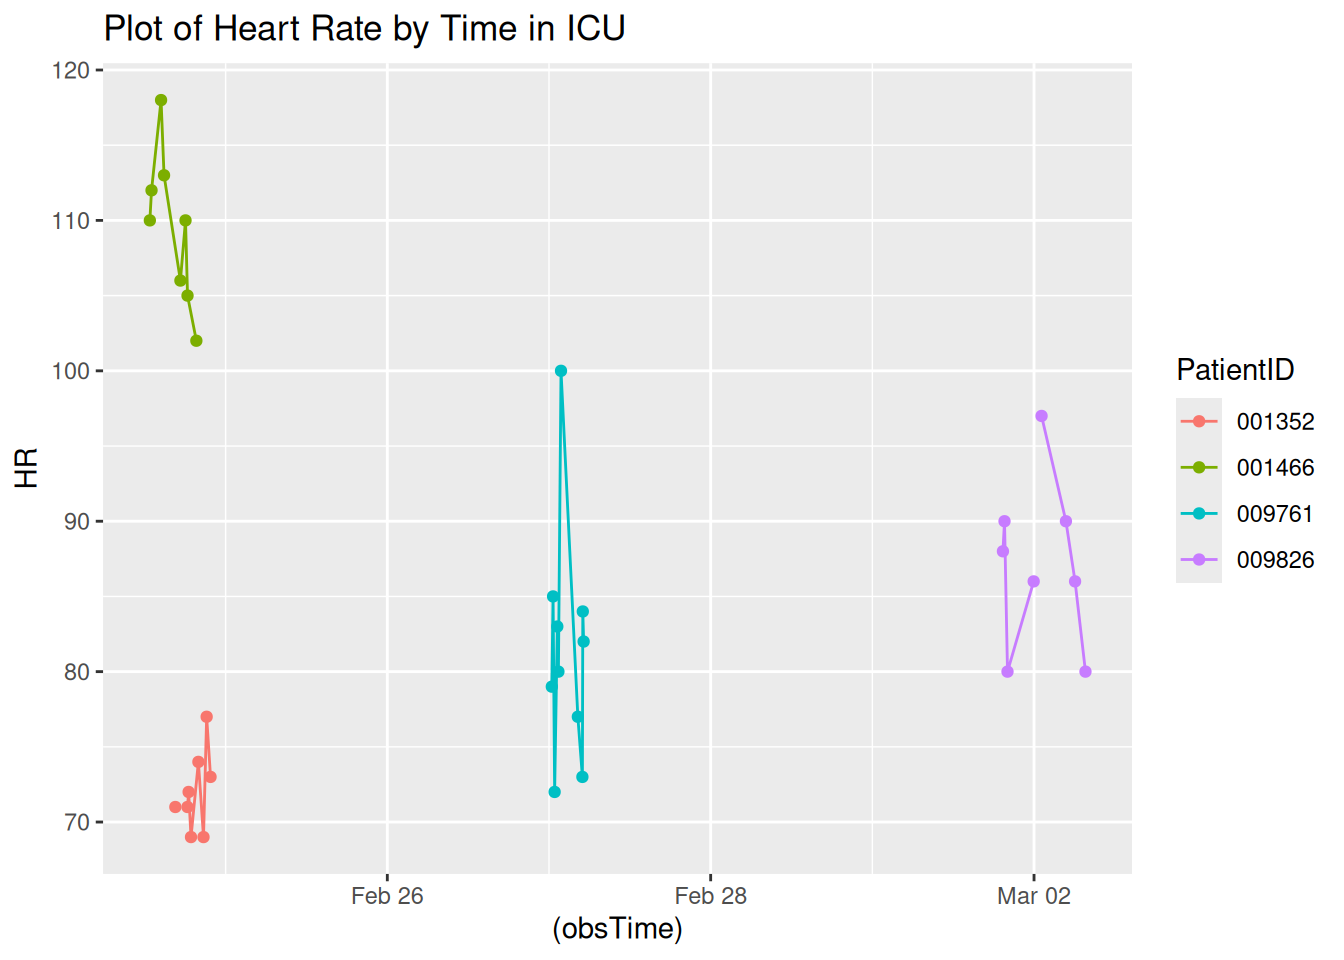 Plot of Heart Rate by Time in ICU
120
110
100
90
80
70
HR
Feb 26
Feb 28
Mar 02
(obsTime)
PatientID
001352
001466
009761
009826